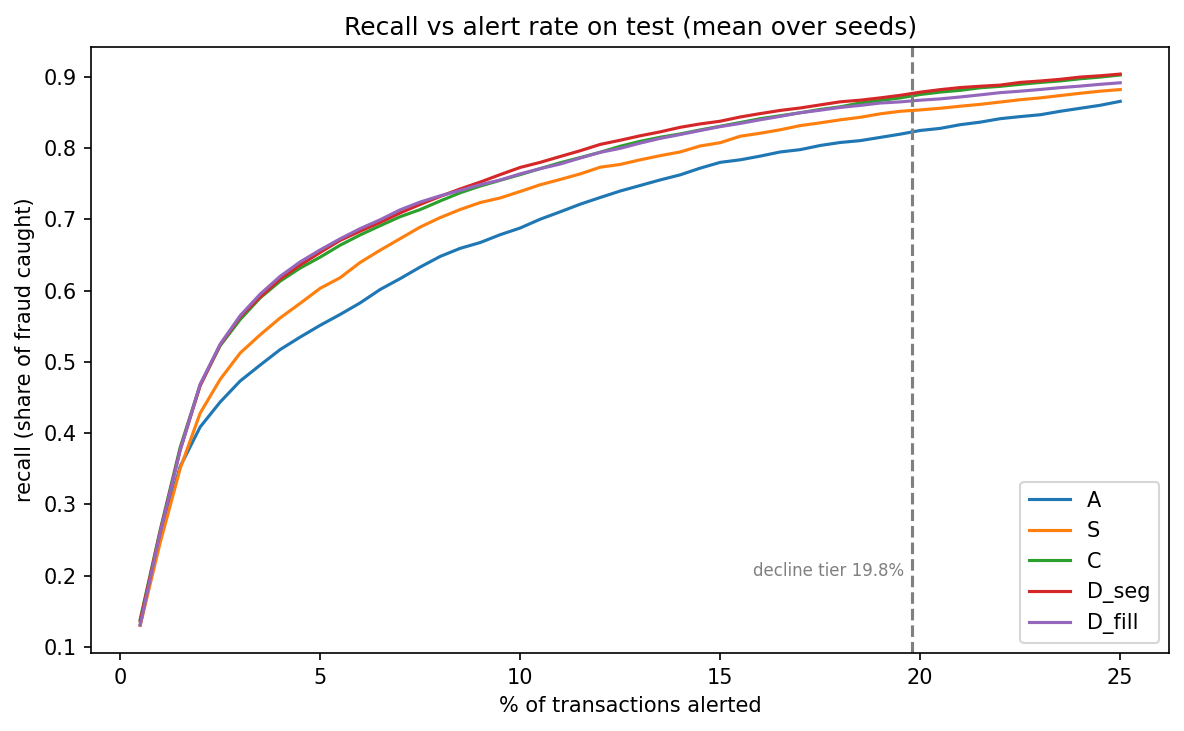 Recall vs alert rate on test (mean over seeds)
recall (share of fraud caught)
0.9
0.8
0.7
0.6
0.5
0.4
0.3
0.2
0.1
decline tier 19.8%
A
S
C
D_seg
D_fill
0 5 10 15 20 25
% of transactions alerted